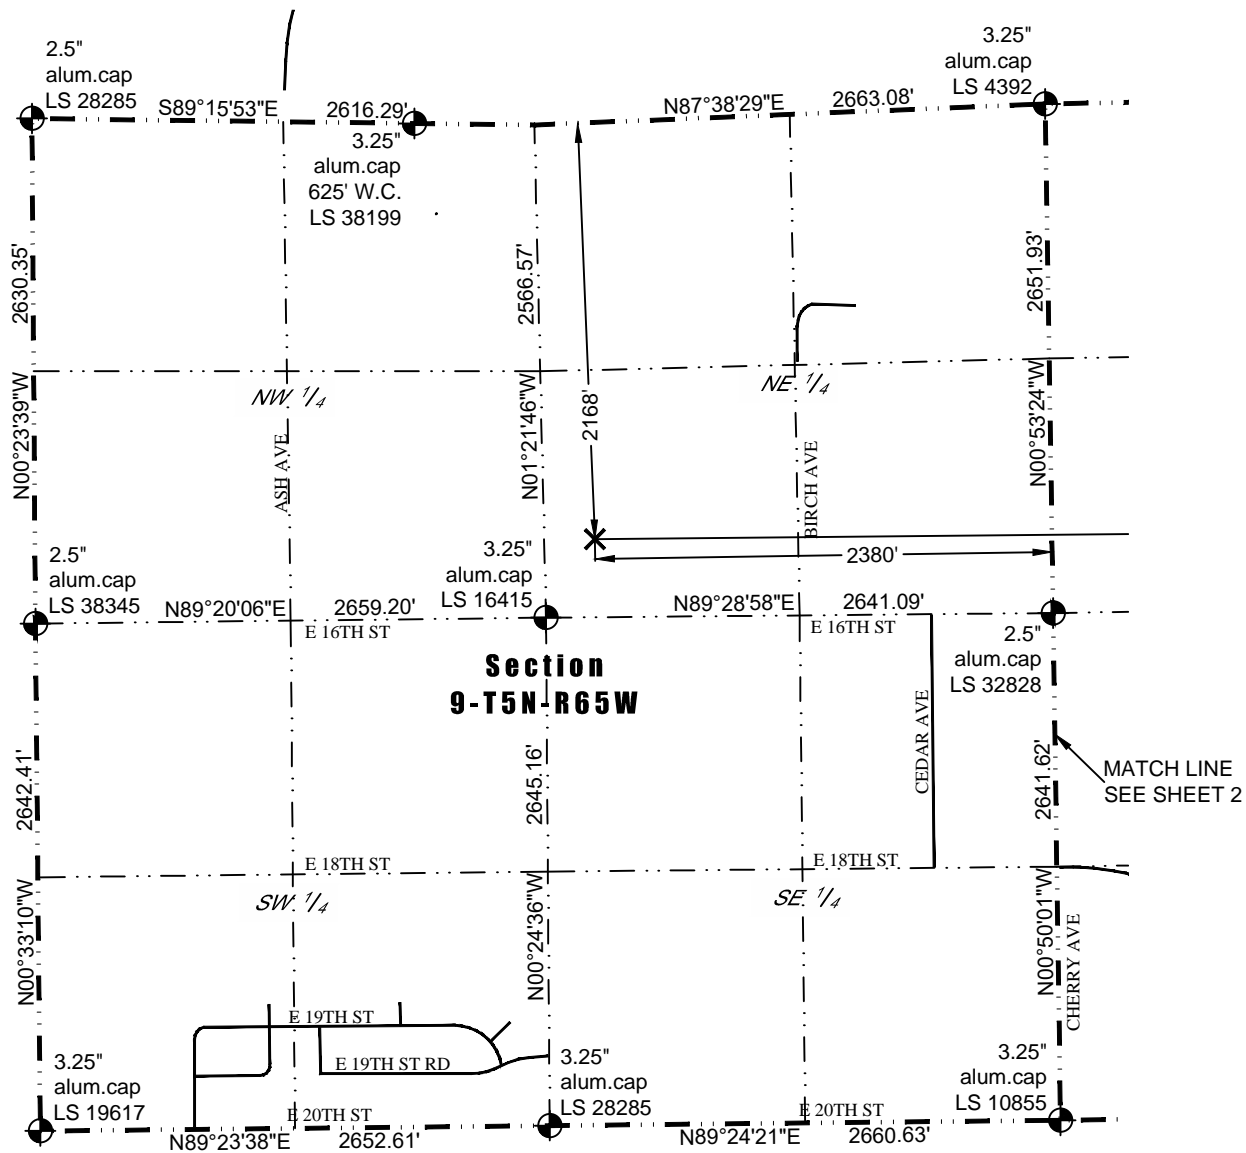 2.5"
alum.cap
LS 28285
S89°15'53"E
2616.29'
3.25"
alum.cap
625' W.C.
LS 38199
N87°38'29"E
2663.08'
3.25"
alum.cap
LS 4392
2630.35'
N00°23'39"W
2566.57'
N01°21'46"W
2168'
2651.93'
N00°53'24"W
NW 1/4
NE 1/4
ASH AVE
BIRCH AVE
2380'
2.5"
alum.cap
LS 38345
N89°20'06"E
2659.20'
E 16TH ST
3.25"
alum.cap
LS 16415
N89°28'58"E
2641.09'
E 16TH ST
2.5"
alum.cap
LS 32828
Section
9-T5N-R65W
CEDAR AVE
2642.41'
N00°33'10"W
2645.16'
N00°24'36"W
2641.62'
N00°50'01"W
MATCH LINE
SEE SHEET 2
E 18TH ST
E 18TH ST
SW 1/4
SE 1/4
CHERRY AVE
E 19TH ST
E 19TH ST RD
3.25"
alum.cap
LS 19617
E 20TH ST
N89°23'38"E
2652.61'
3.25"
alum.cap
LS 28285
N89°24'21"E
2660.63'
E 20TH ST
3.25"
alum.cap
LS 10855